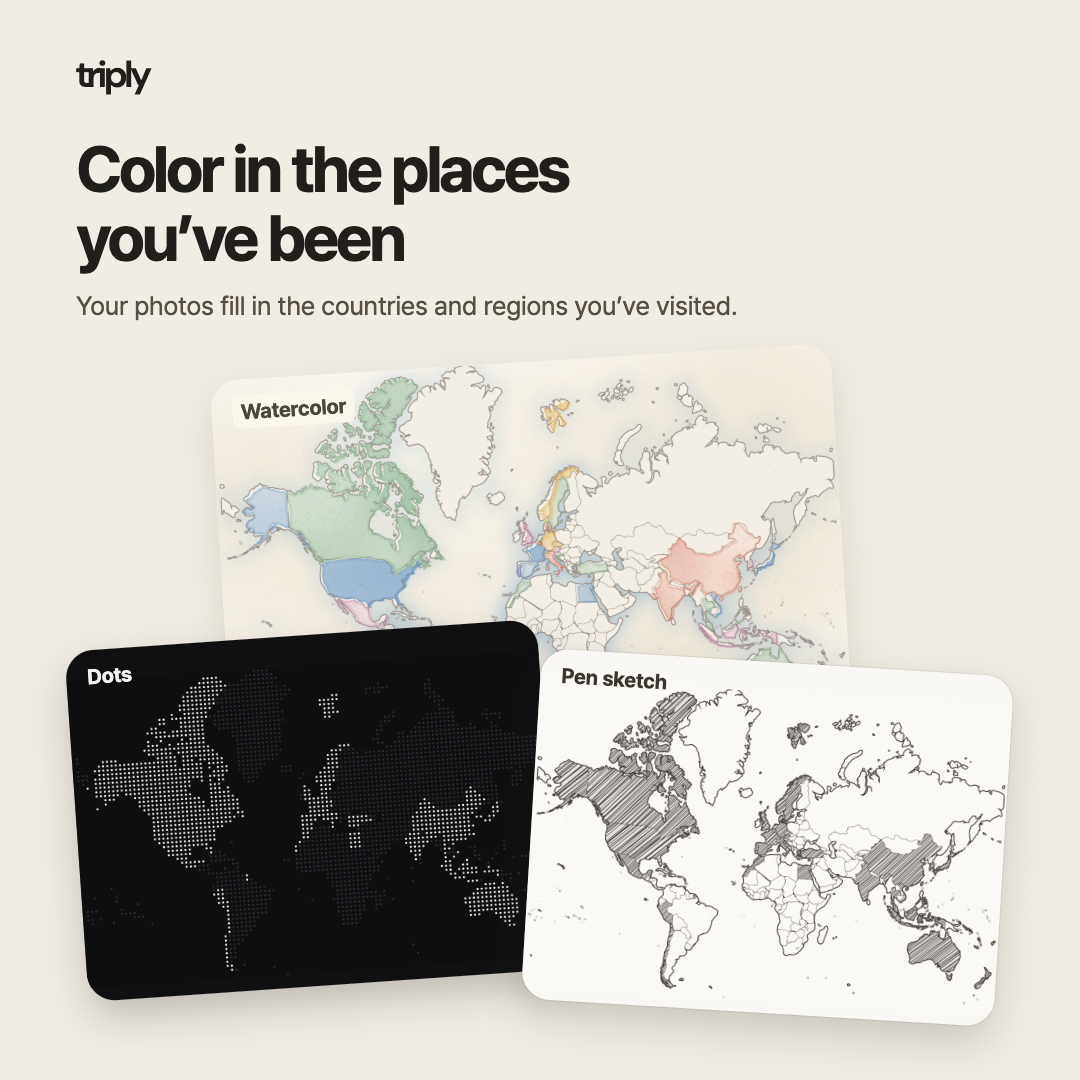 triply
Color in the places
you’ve been
Your photos fill in the countries and regions you’ve visited.
Watercolor
Dots
Pen sketch